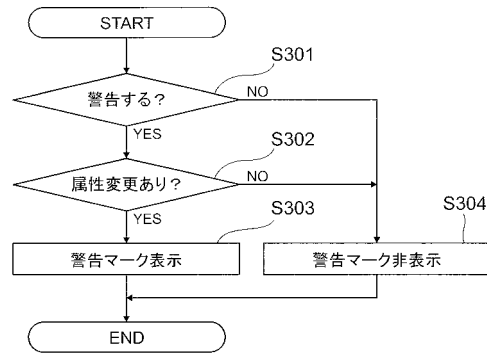 START
S301
警告する？
NO
YES
S302
属性変更あり？
NO
YES
S303
S304
警告マーク表示
警告マーク非表示
END